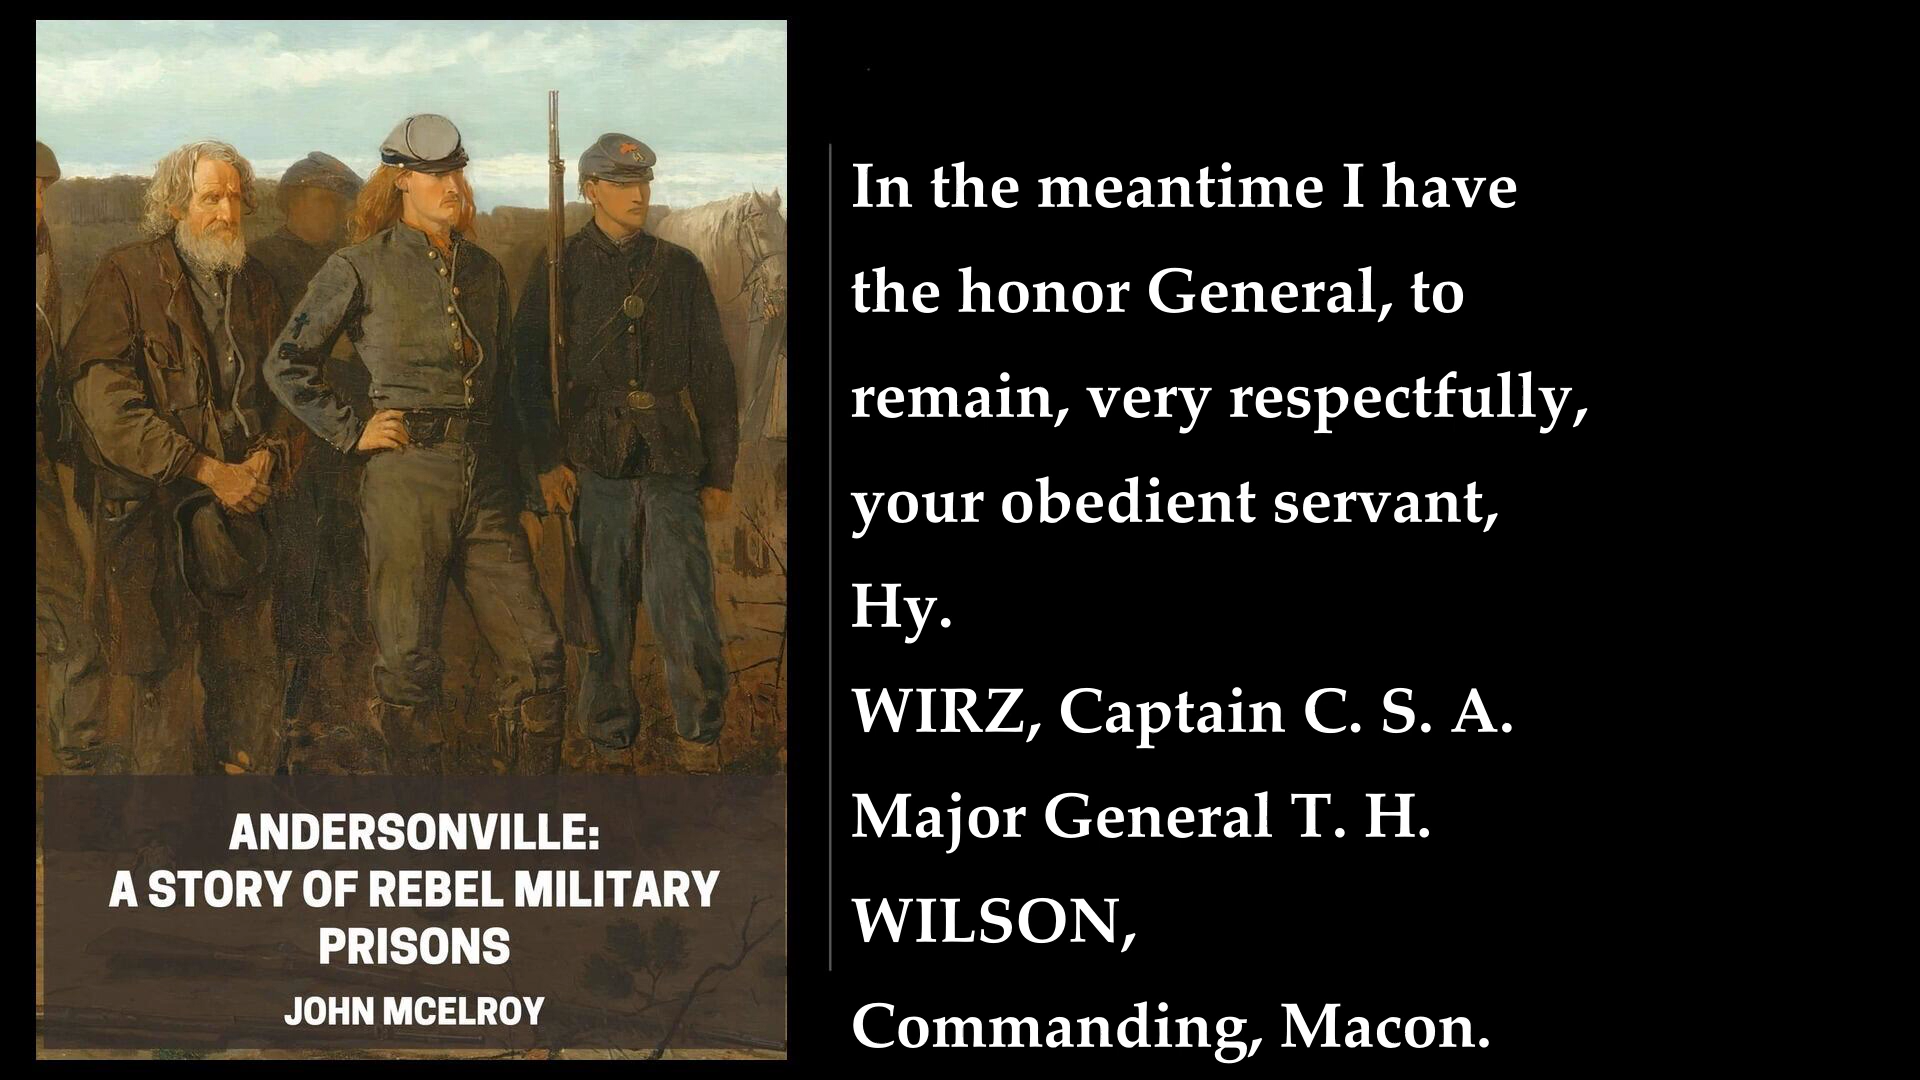 In the meantime I have
the honor General, to
remain, very respectfully,
your obedient servant,
Hy.
WIRZ, Captain C. S. A.
Major General T. H.
WILSON,
Commanding, Macon.
ANDERSONVILLE:
A STORY OF REBEL MILITARY
PRISONS
JOHN MCELROY